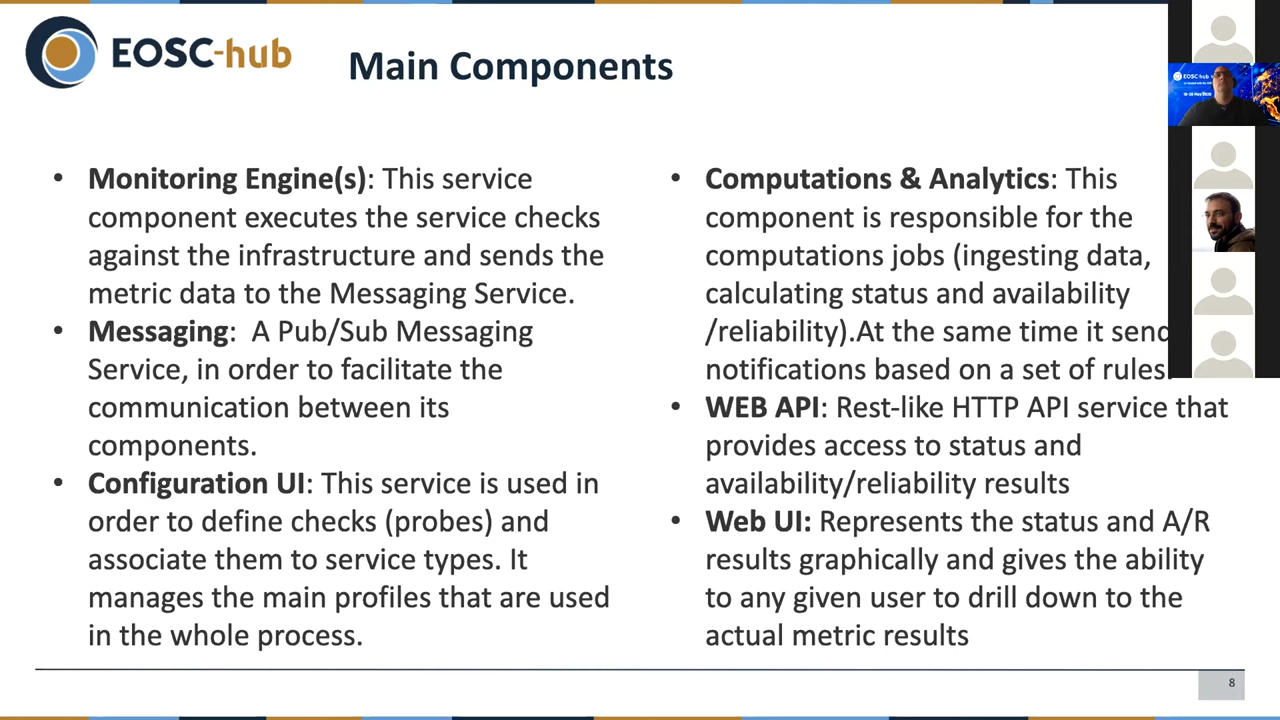 EOSC-hub
Main Components
• Monitoring Engine(s): This service
component executes the service checks
against the infrastructure and sends the
metric data to the Messaging Service.
• Messaging: A Pub/Sub Messaging
Service, in order to facilitate the
communication between its
components.
• Configuration UI: This service is used in
order to define checks (probes) and
associate them to service types. It
manages the main profiles that are used
in the whole process.
• Computations & Analytics: This
component is responsible for the
computations jobs (ingesting data,
calculating status and availability
/reliability).At the same time it send
notifications based on a set of rules.
• WEB API: Rest-like HTTP API service that
provides access to status and
availability/reliability results
• Web UI: Represents the status and A/R
results graphically and gives the ability
to any given user to drill down to the
actual metric results
8
EOSC-hub